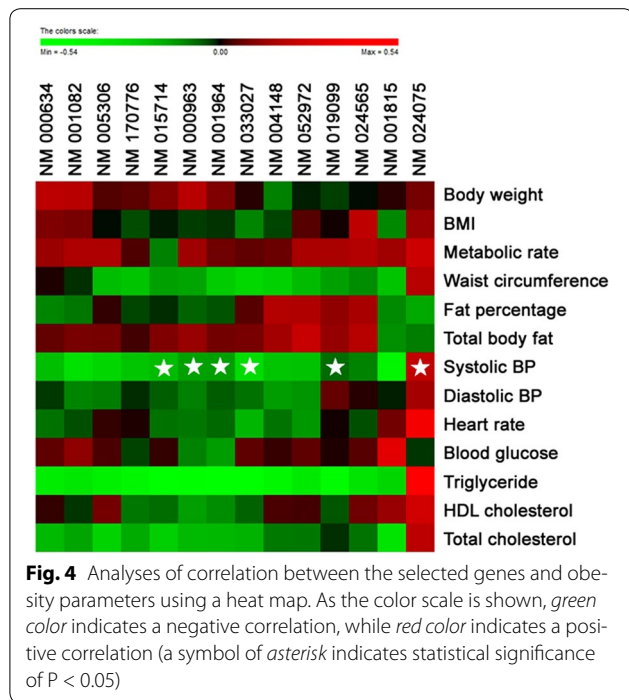 The colors scale:
Min = -0.54 0.00 Max = 0.54
NM 000634
NM 001082
NM 005306
NM 170776
NM 015714
NM 000963
NM 001964
NM 033027
NM 004148
NM 052972
NM 019099
NM 024565
NM 001815
NM 024075
Body weight
BMI
Metabolic rate
Waist circumference
Fat percentage
Total body fat
Systolic BP
Diastolic BP
Heart rate
Blood glucose
Triglyceride
HDL cholesterol
Total cholesterol
Fig. 4 Analyses of correlation between the selected genes and obe-
sity parameters using a heat map. As the color scale is shown, green
color indicates a negative correlation, while red color indicates a posi-
tive correlation (a symbol of asterisk indicates statistical significance
of P < 0.05)